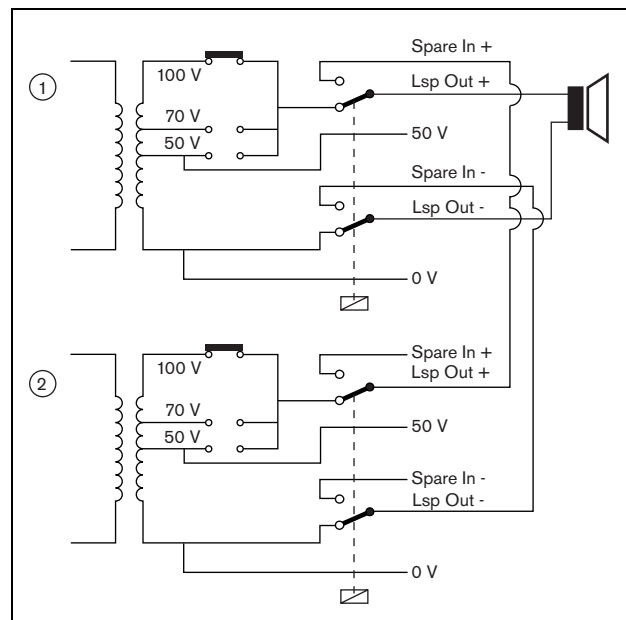 Spare In +
1
100 V
Lsp Out +
70 V
50 V
50 V
Spare In -
Lsp Out -
0 V
Spare In +
Lsp Out +
2
100 V
70 V
50 V
50 V
Spare In -
Lsp Out -
0 V